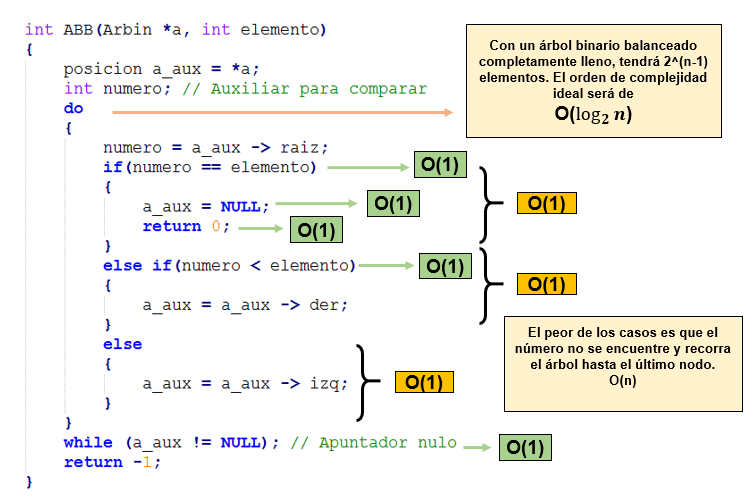 int ABB(Arbin *a, int elemento)
{
posicion a_aux = *a;
int numero; // Auxiliar para comparar
do
{
numero = a_aux -> raiz;
if(numero == elemento)
O(1)
{
a_aux = NULL;
O(1)
return 0;
O(1)
}
O(1)
else if(numero < elemento)
O(1)
{
a_aux = a_aux -> der;
}
O(1)
else
{
a_aux = a_aux -> izq;
}
O(1)
}
while (a_aux != NULL); // Apuntador nulo
O(1)
return -1;
}
Con un árbol binario balanceado
completamente lleno, tendrá 2^(n-1)
elementos. El orden de complejidad
ideal será de
O(log₂ n)
El peor de los casos es que el
número no se encuentre y recorra
el árbol hasta el último nodo.
O(n)